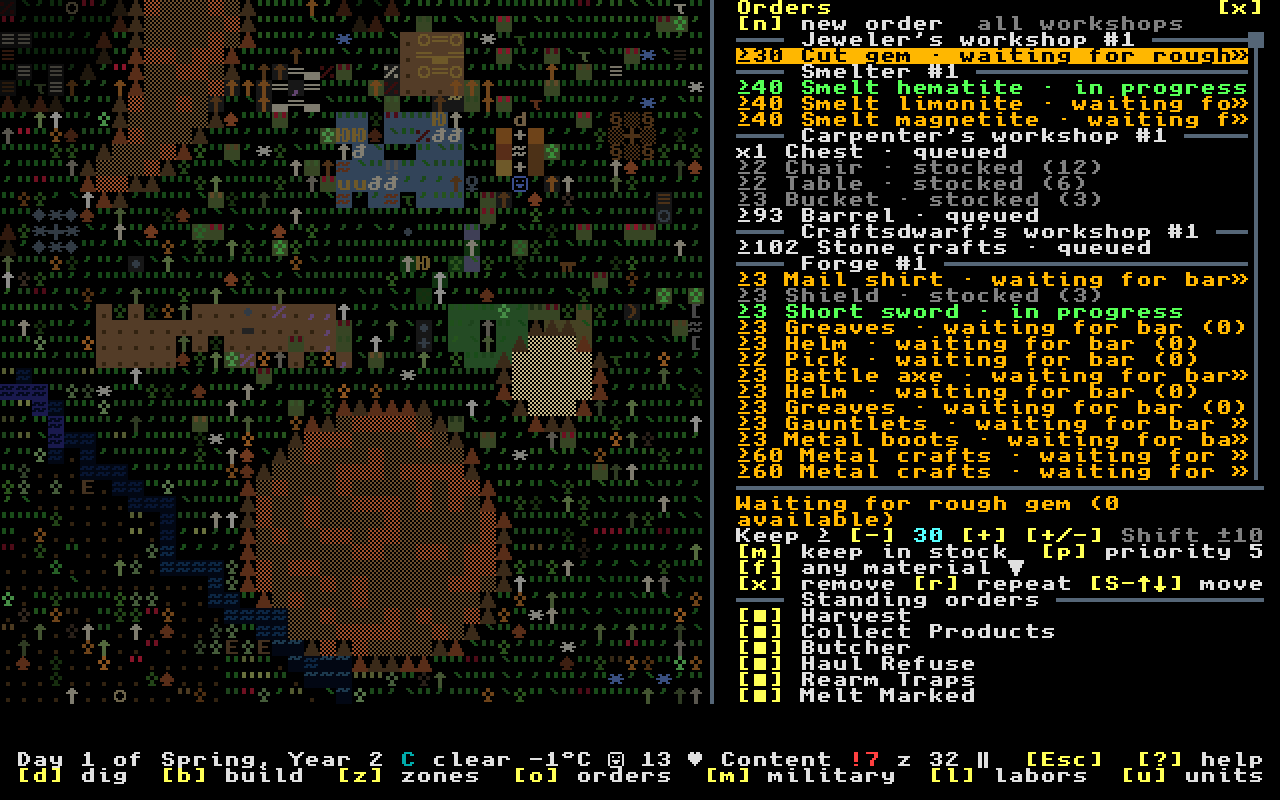 Orders [x]
[n] new order all workshops
Jeweler's workshop #1
≥30 Cut gem · waiting for rough»
Smelter #1
≥40 Smelt hematite · in progress
≥40 Smelt limonite · waiting fo»
≥40 Smelt magnetite · waiting f»
Carpenter's workshop #1
x1 Chest · queued
≥2 Chair · stocked (12)
≥2 Table · stocked (6)
≥3 Bucket · stocked (3)
≥93 Barrel · queued
Craftsdwarf's workshop #1
≥102 Stone crafts · queued
Forge #1
≥3 Mail shirt · waiting for bar»
≥3 Shield · stocked (3)
≥3 Short sword · in progress
≥3 Greaves · waiting for bar (0)
≥3 Helm · waiting for bar (0)
≥2 Pick · waiting for bar (0)
≥3 Battle axe · waiting for bar»
≥3 Helm · waiting for bar (0)
≥3 Greaves · waiting for bar (0)
≥3 Gauntlets · waiting for bar »
≥3 Metal boots · waiting for ba»
≥60 Metal crafts · waiting for »
≥60 Metal crafts · waiting for »
Waiting for rough gem (0
available)
Keep ≥ [-] 30 [+] [+/-] Shift ±10
[m] keep in stock [p] priority 5
[f] any material ▼
[x] remove [r] repeat [S-↑↓] move
Standing orders
[■] Harvest
[■] Collect Products
[■] Butcher
[■] Haul Refuse
[■] Rearm Traps
[■] Melt Marked
Day 1 of Spring, Year 2 C clear -1°C ☺ 13 ♥ Content !7 z 32 ‖ [Esc] [?] help
[d] dig [b] build [z] zones [o] orders [m] military [l] labors [u] units